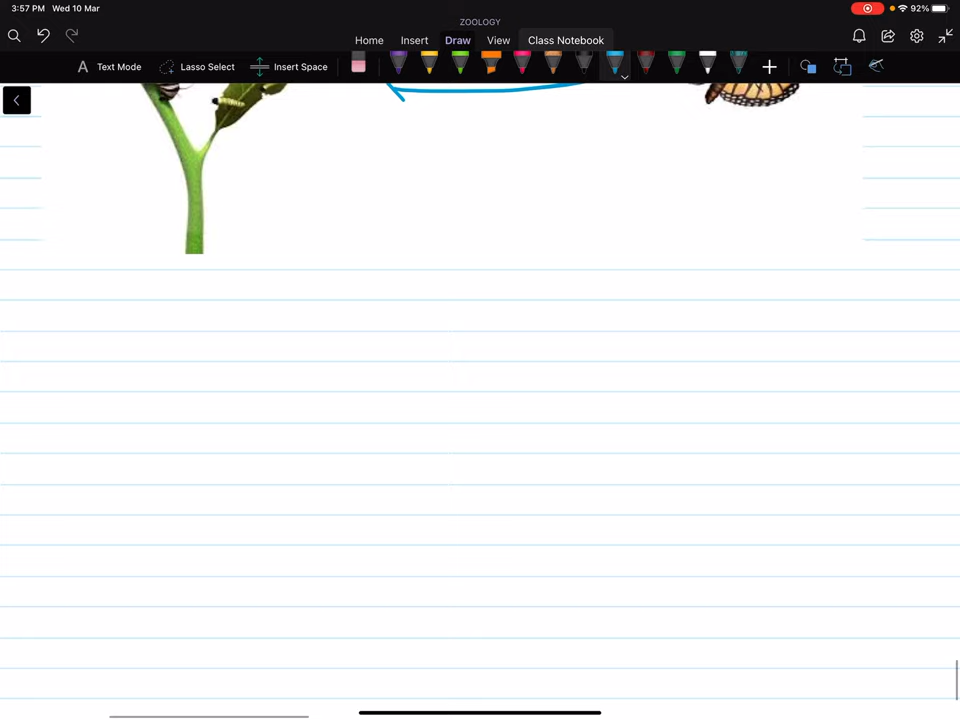 3:57 PM Wed 10 Mar
92%
ZOOLOGY
Home Insert Draw View Class Notebook
A Text Mode Lasso Select Insert Space